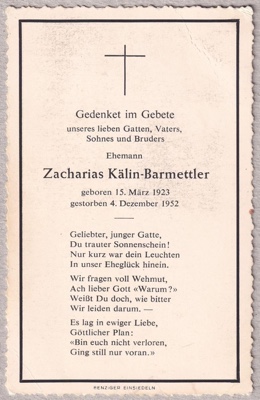 Gedenket im Gebete
unseres lieben Gatten, Vaters,
Sohnes und Bruders
Ehemann
Zacharias Kälin-Barmettler
geboren 15. März 1923
gestorben 4. Dezember 1952
Geliebter, junger Gatte,
Du trauter Sonnenschein!
Nur kurz war dein Leuchten
In unser Eheglück hinein.
Wir fragen voll Wehmut,
Ach lieber Gott «Warum?»
Weißt Du doch, wie bitter
Wir leiden darum. —
Es lag in ewiger Liebe,
Göttlicher Plan:
«Bin euch nicht verloren,
Ging still nur voran.»
BENZIGER EINSIEDELN